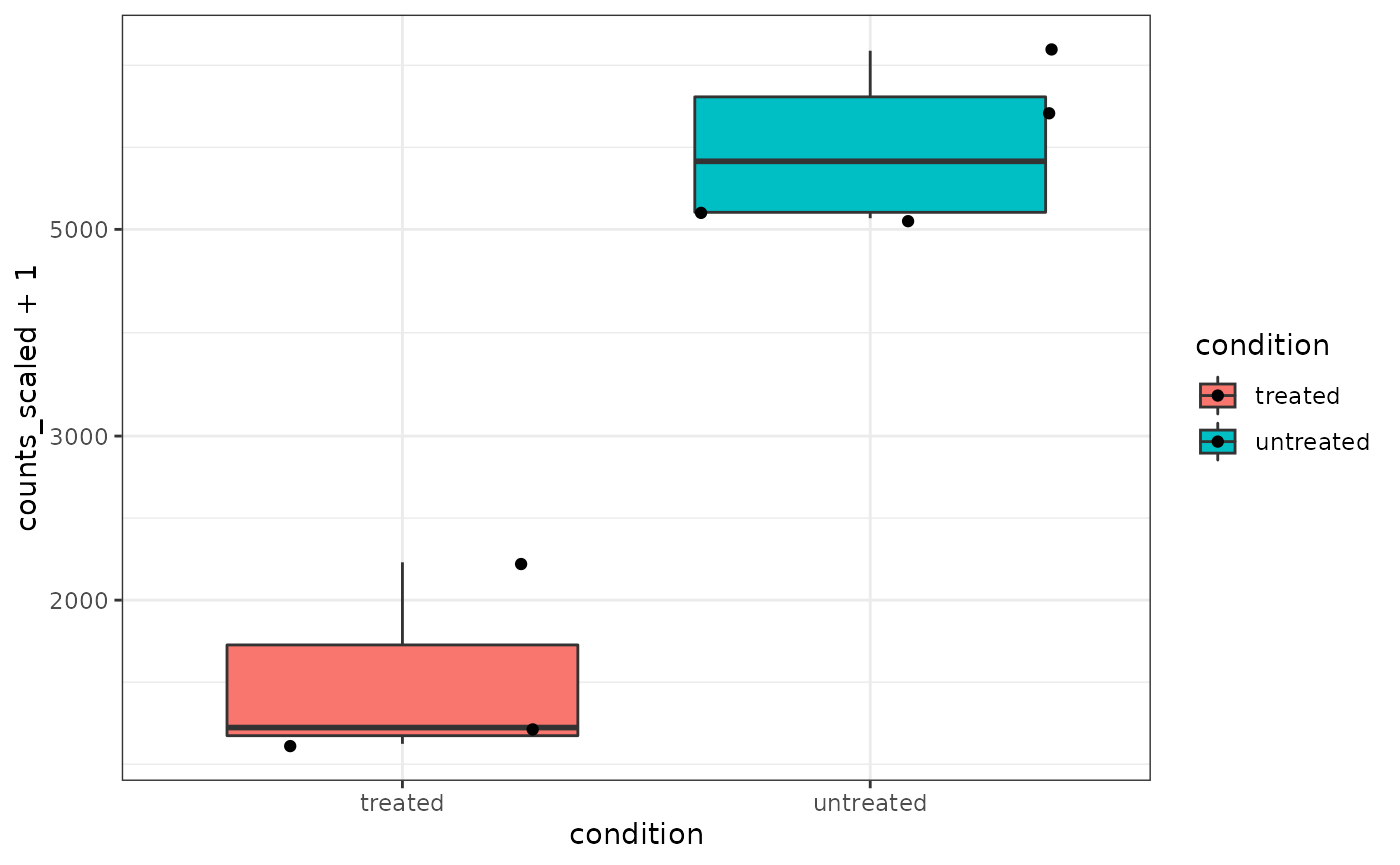 counts_scaled + 1
5000
3000
2000
treated
untreated
condition
condition
treated
untreated